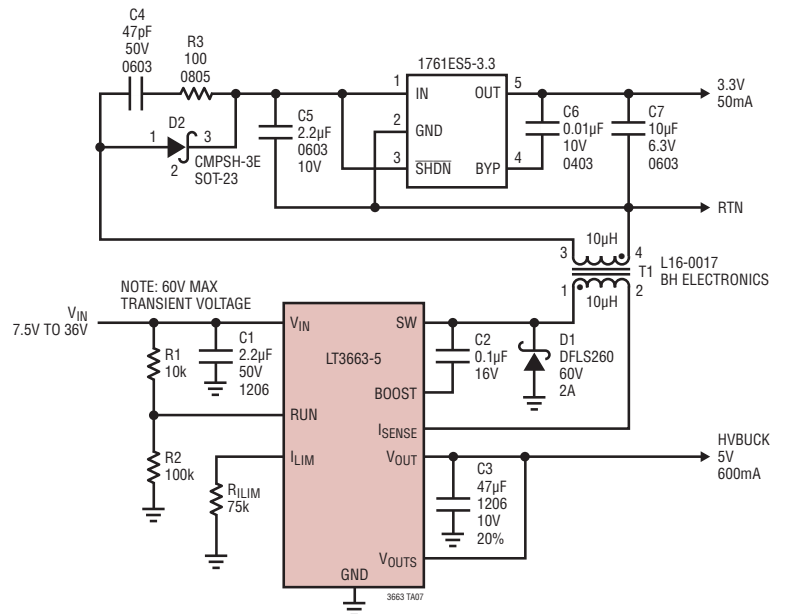 C4
47pF
50V
0603
R3
100
0805
D2
1
3
2
CMPSH-3E
SOT-23
C5
2.2µF
0603
10V
1761ES5-3.3
1
IN
OUT
5
2
GND
3
SHDN
BYP
4
C6
0.01µF
10V
0403
C7
10µF
6.3V
0603
3.3V
50mA
RTN
10µH
3
4
T1
L16-0017
BH ELECTRONICS
1
10µH
2
NOTE: 60V MAX
TRANSIENT VOLTAGE
VIN
7.5V TO 36V
R1
10k
C1
2.2µF
50V
1206
R2
100k
RILIM
75k
VIN
LT3663-5
SW
BOOST
RUN
ISENSE
ILIM
VOUT
VOUTS
GND
C2
0.1µF
16V
D1
DFLS260
60V
2A
C3
47µF
1206
10V
20%
HVBUCK
5V
600mA
3663 TA07